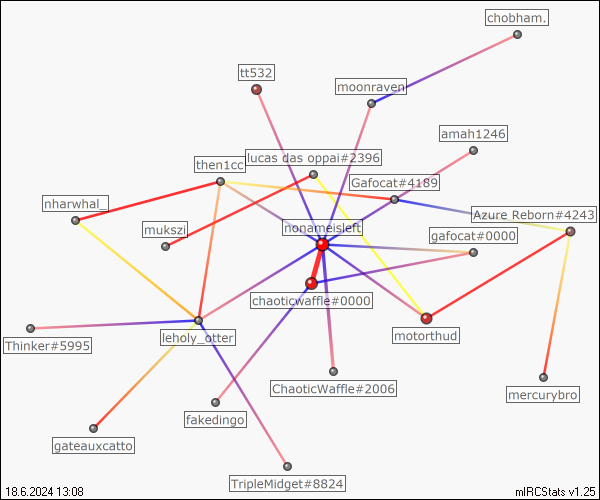 chobham.
tt532
moonraven
amah1246
lucas das oppai#2396
then1cc
Gafocat#4189
nharwhal_
Azure Reborn#4243
mukszi
nonameisleft
gafocat#0000
chaoticwaffle#0000
motorthud
leholy_otter
Thinker#5995
ChaoticWaffle#2006
mercurybro
fakedingo
gateauxcatto
TripleMidget#8824
18.6.2024 13:08
mIRCStats v1.25